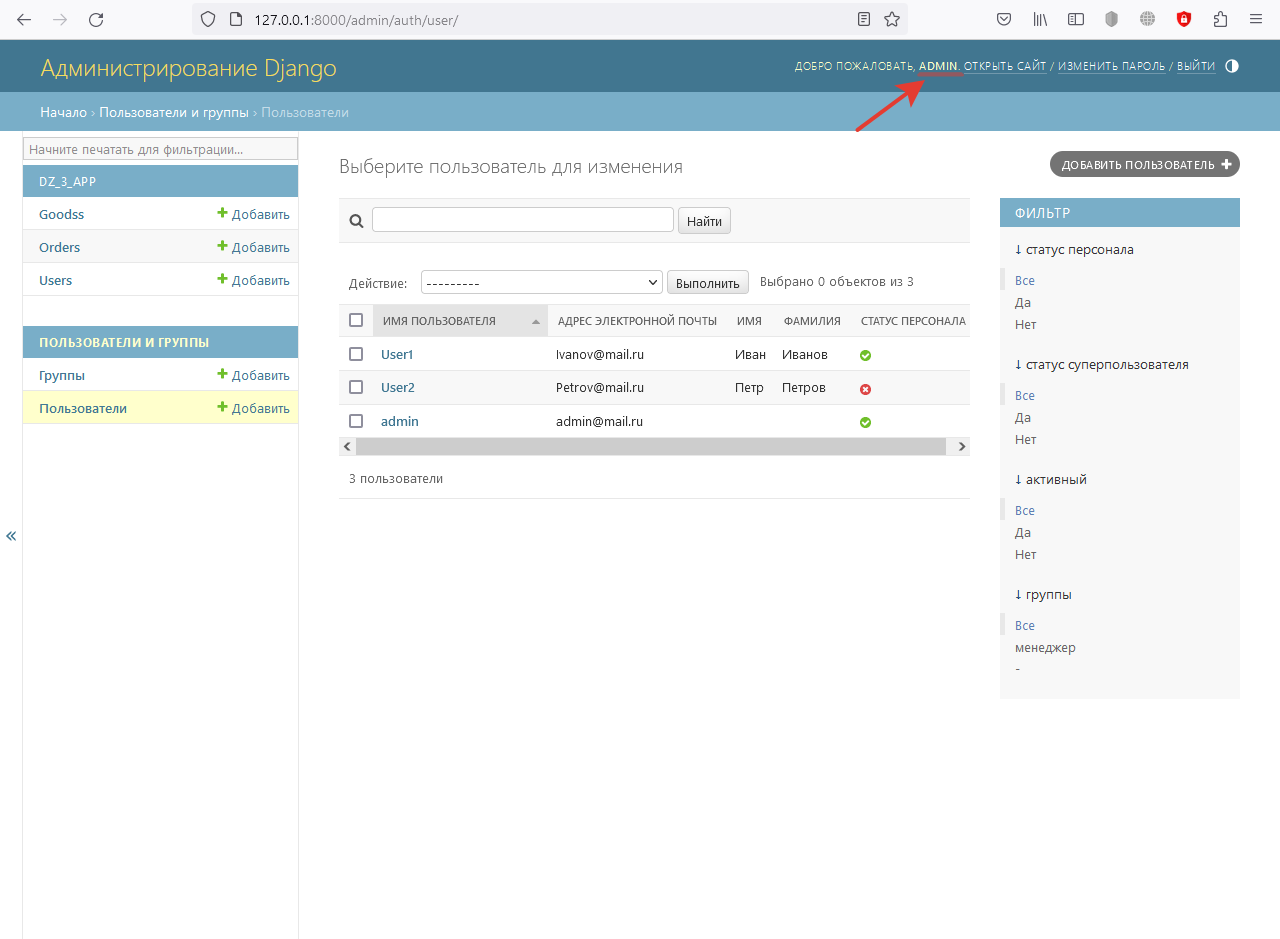 127.0.0.1:8000/admin/auth/user/
Администрирование Django
ДОБРО ПОЖАЛОВАТЬ, ADMIN. ОТКРЫТЬ САЙТ / ИЗМЕНИТЬ ПАРОЛЬ / ВЫЙТИ
Начало › Пользователи и группы › Пользователи
Начните печатать для фильтрации...
DZ_3_APP
Goodss Добавить
Orders Добавить
Users Добавить
ПОЛЬЗОВАТЕЛИ И ГРУППЫ
Группы Добавить
Пользователи Добавить
«
Выберите пользователь для изменения
ДОБАВИТЬ ПОЛЬЗОВАТЕЛЬ
Найти
Действие: --------- Выполнить Выбрано 0 объектов из 3
ИМЯ ПОЛЬЗОВАТЕЛЯ АДРЕС ЭЛЕКТРОННОЙ ПОЧТЫ ИМЯ ФАМИЛИЯ СТАТУС ПЕРСОНАЛА
User1 Ivanov@mail.ru Иван Иванов
User2 Petrov@mail.ru Петр Петров
admin admin@mail.ru
3 пользователи
ФИЛЬТР
↓ статус персонала
Все
Да
Нет
↓ статус суперпользователя
Все
Да
Нет
↓ активный
Все
Да
Нет
↓ группы
Все
менеджер
-